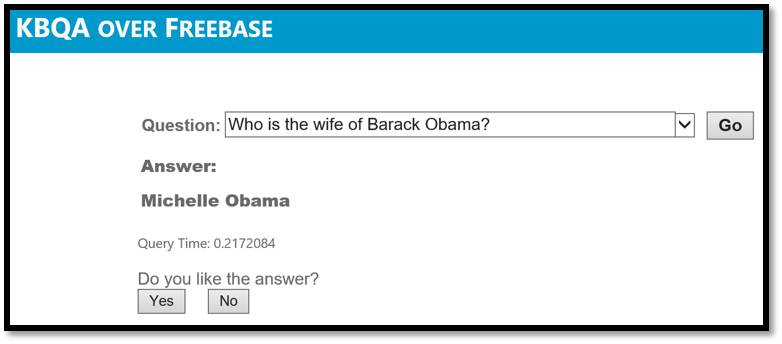 KBQA OVER FREEBASE
Question: Who is the wife of Barack Obama? Go
Answer:
Michelle Obama
Query Time: 0.2172084
Do you like the answer?
Yes No